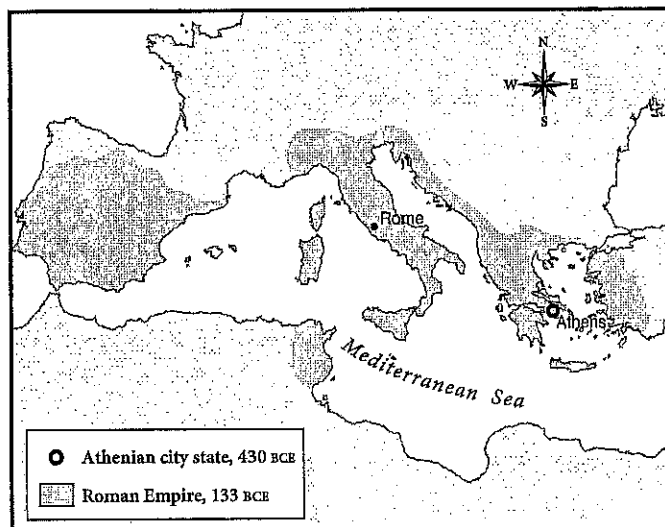 N
W E
S
Rome
Athens
Mediterranean Sea
Athenian city state, 430 BCE
Roman Empire, 133 BCE